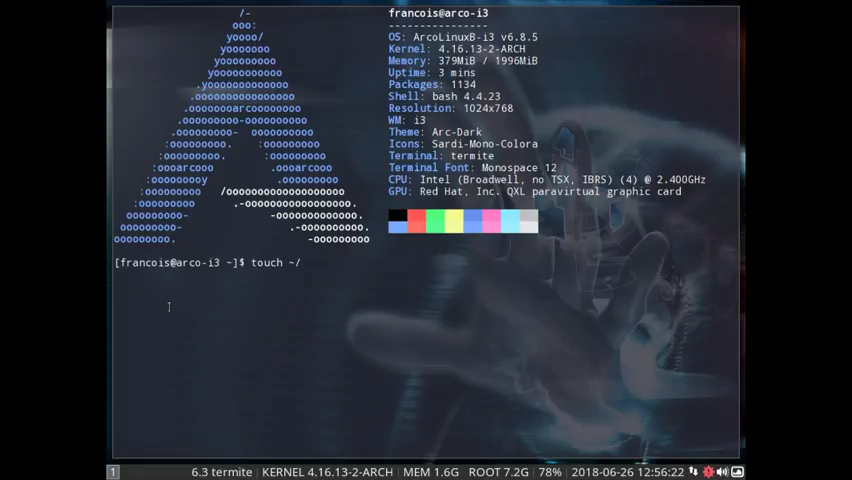 francois@arco-i3
----------------
OS: ArcoLinuxB-i3 v6.8.5
Kernel: 4.16.13-2-ARCH
Memory: 379MiB / 1996MiB
Uptime: 3 mins
Packages: 1134
Shell: bash 4.4.23
Resolution: 1024x768
WM: i3
Theme: Arc-Dark
Icons: Sardi-Mono-Colora
Terminal: termite
Terminal Font: Monospace 12
CPU: Intel (Broadwell, no TSX, IBRS) (4) @ 2.400GHz
GPU: Red Hat, Inc. QXL paravirtual graphic card
[francois@arco-i3 ~]$ touch ~/
1 6.3 termite | KERNEL 4.16.13-2-ARCH | MEM 1.6G | ROOT 7.2G | 78% | 2018-06-26 12:56:22